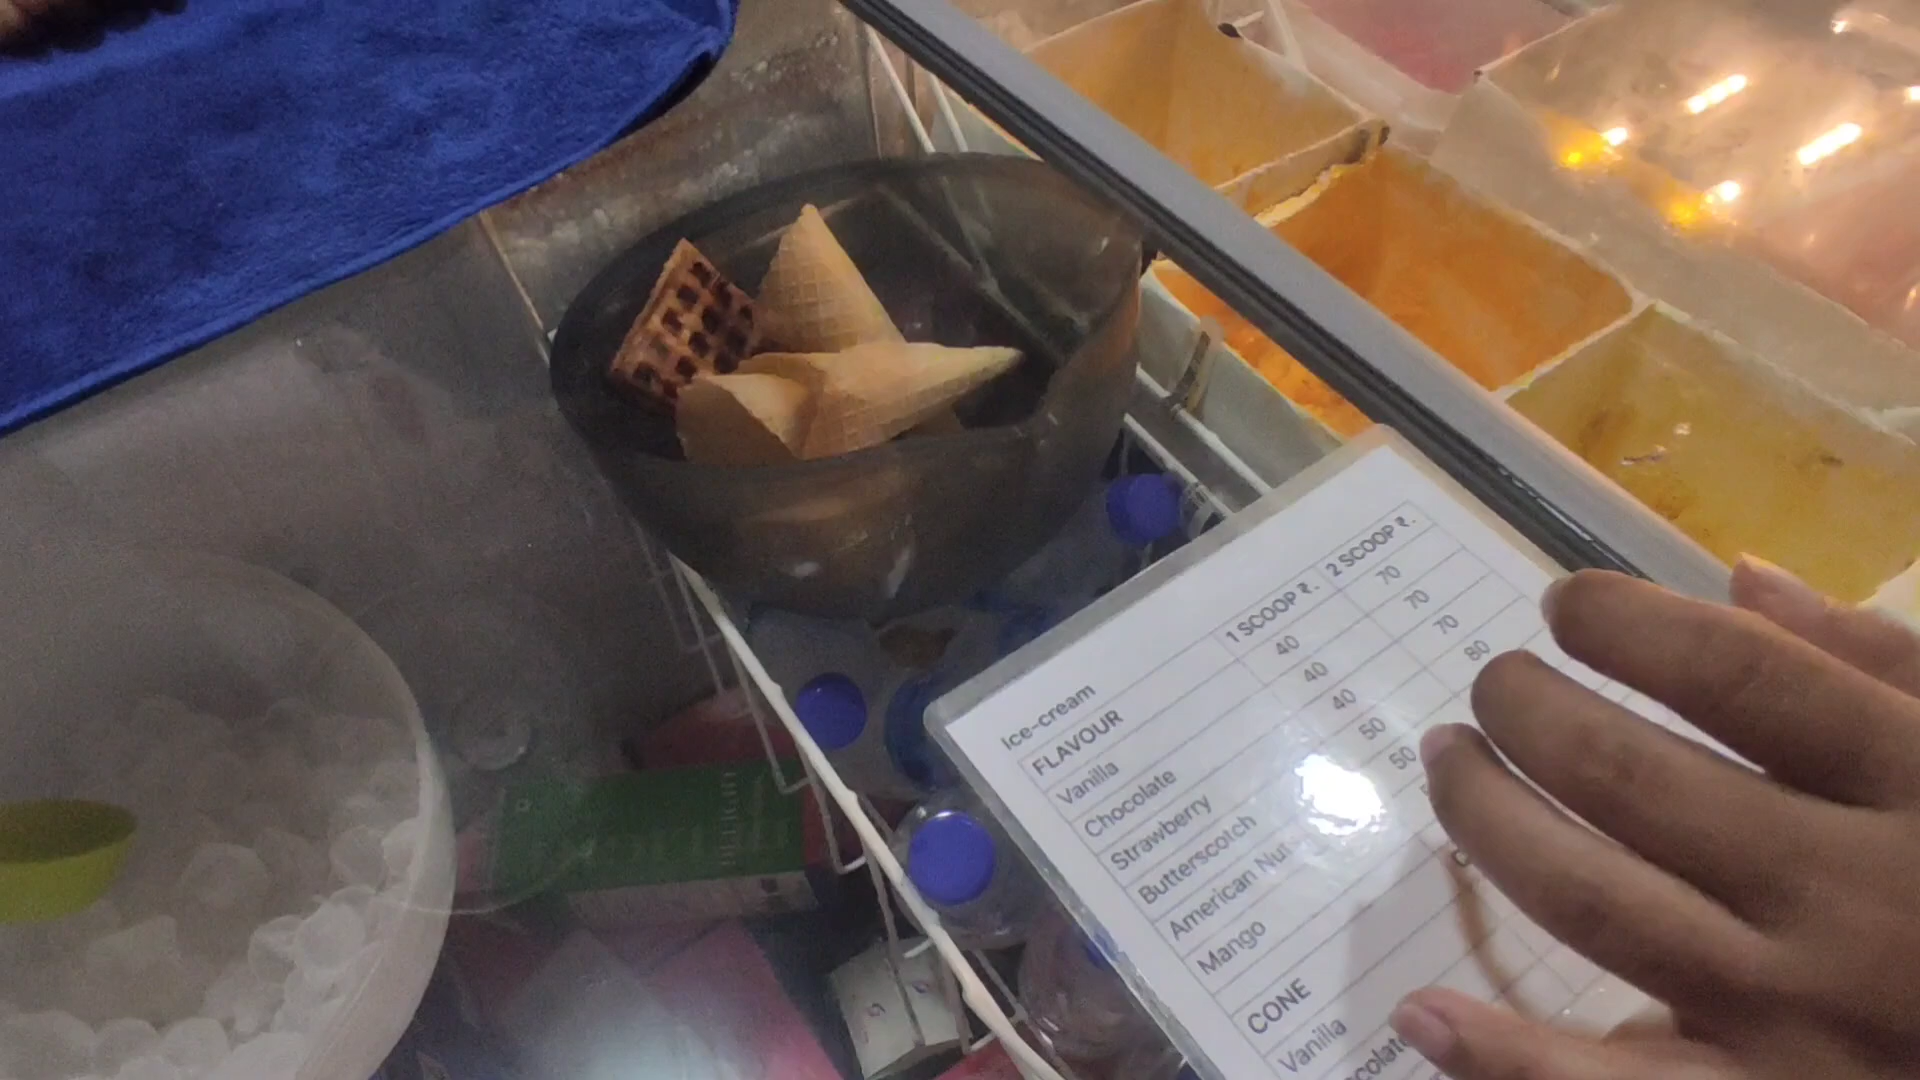 Ice-cream
FLAVOUR 1 SCOOP ₹. 2 SCOOP ₹.
Vanilla 40 70
Chocolate 40 70
Strawberry 40 70
Butterscotch 50 80
American Nut 50
Mango
CONE
Vanilla
DELIGHT